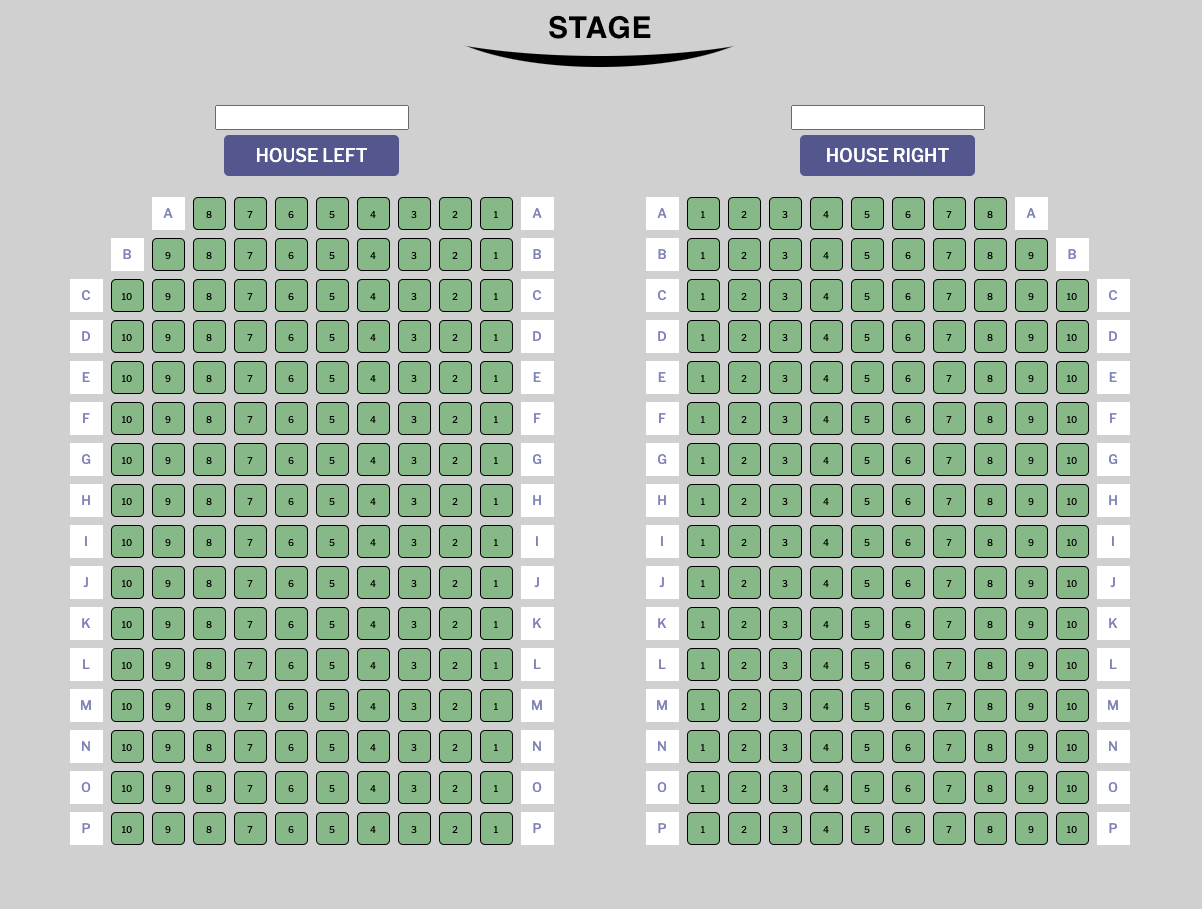 STAGE
HOUSE LEFT HOUSE RIGHT
A 8 7 6 5 4 3 2 1 A A 1 2 3 4 5 6 7 8 A
B 9 8 7 6 5 4 3 2 1 B B 1 2 3 4 5 6 7 8 9 B
C 10 9 8 7 6 5 4 3 2 1 C C 1 2 3 4 5 6 7 8 9 10 C
D 10 9 8 7 6 5 4 3 2 1 D D 1 2 3 4 5 6 7 8 9 10 D
E 10 9 8 7 6 5 4 3 2 1 E E 1 2 3 4 5 6 7 8 9 10 E
F 10 9 8 7 6 5 4 3 2 1 F F 1 2 3 4 5 6 7 8 9 10 F
G 10 9 8 7 6 5 4 3 2 1 G G 1 2 3 4 5 6 7 8 9 10 G
H 10 9 8 7 6 5 4 3 2 1 H H 1 2 3 4 5 6 7 8 9 10 H
I 10 9 8 7 6 5 4 3 2 1 I I 1 2 3 4 5 6 7 8 9 10 I
J 10 9 8 7 6 5 4 3 2 1 J J 1 2 3 4 5 6 7 8 9 10 J
K 10 9 8 7 6 5 4 3 2 1 K K 1 2 3 4 5 6 7 8 9 10 K
L 10 9 8 7 6 5 4 3 2 1 L L 1 2 3 4 5 6 7 8 9 10 L
M 10 9 8 7 6 5 4 3 2 1 M M 1 2 3 4 5 6 7 8 9 10 M
N 10 9 8 7 6 5 4 3 2 1 N N 1 2 3 4 5 6 7 8 9 10 N
O 10 9 8 7 6 5 4 3 2 1 O O 1 2 3 4 5 6 7 8 9 10 O
P 10 9 8 7 6 5 4 3 2 1 P P 1 2 3 4 5 6 7 8 9 10 P